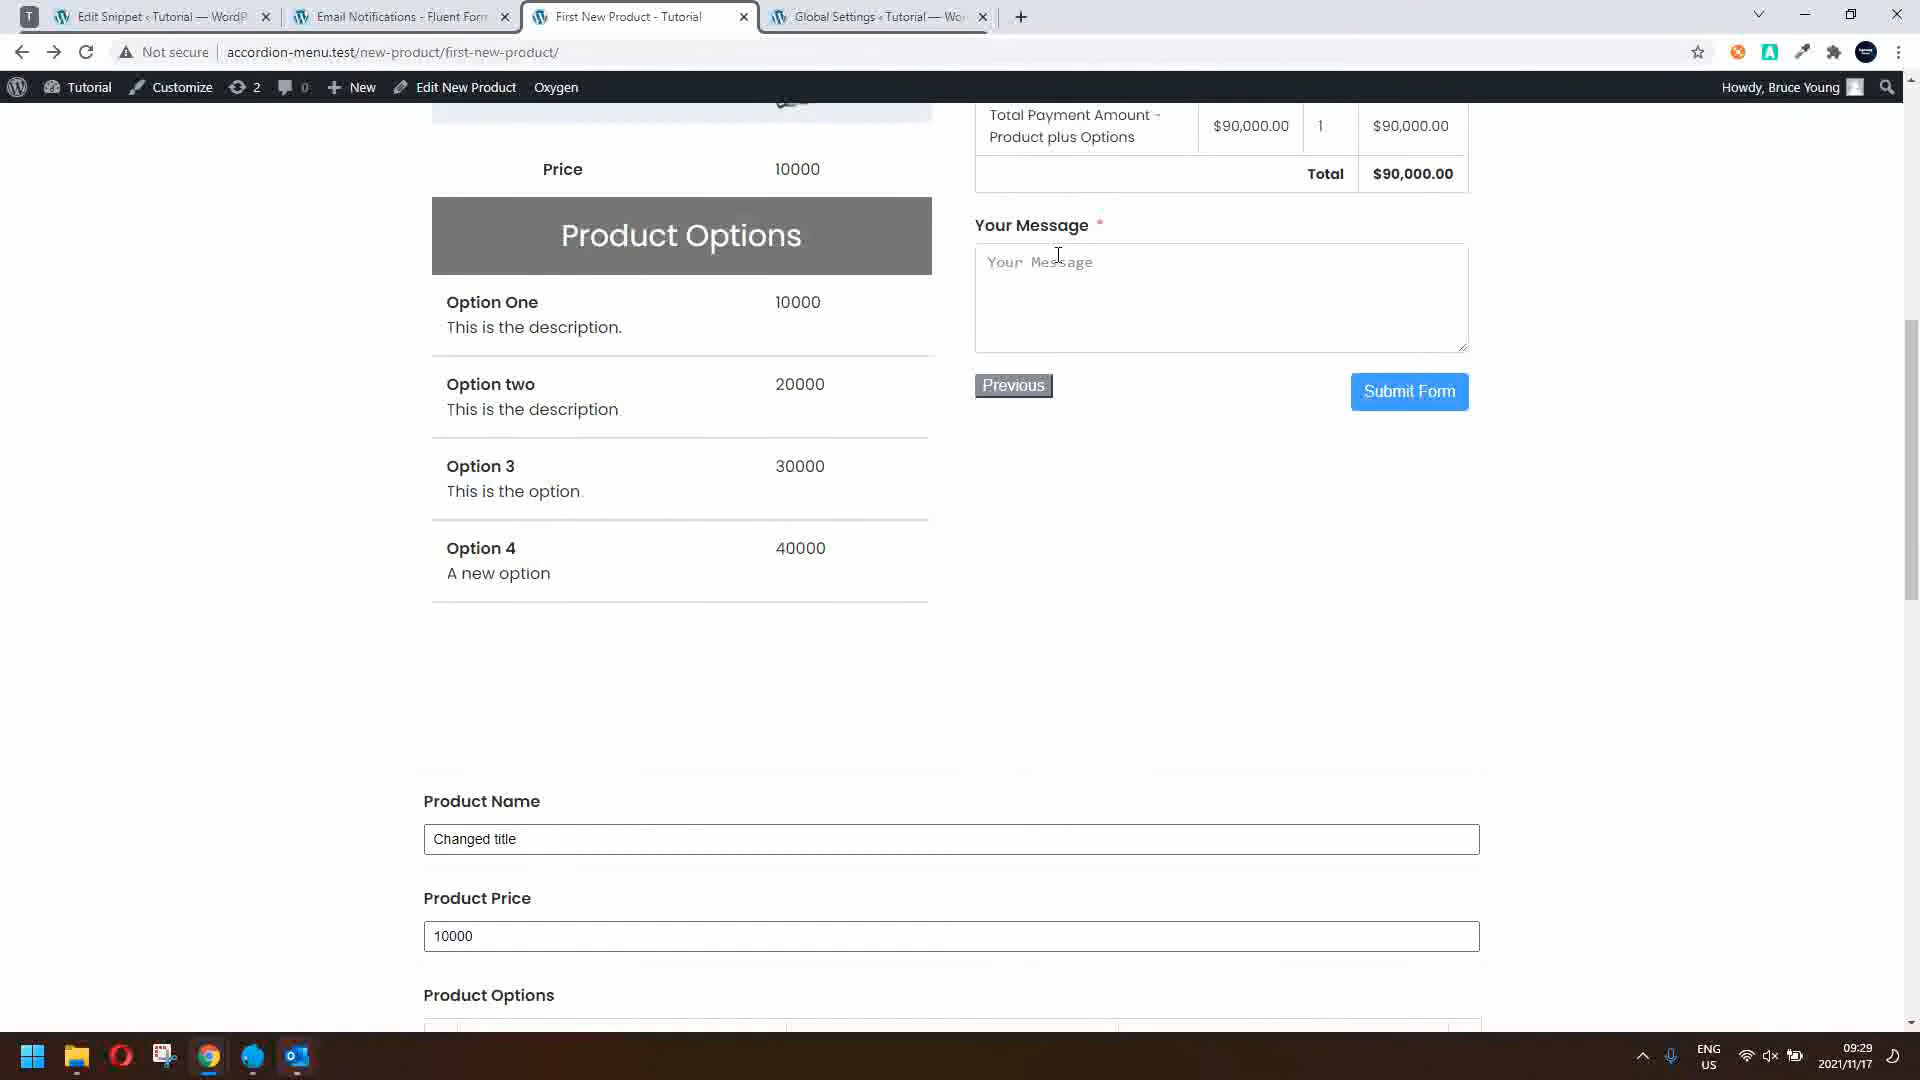 T
Edit Snippet ‹ Tutorial — WordP
Email Notifications - Fluent Form
First New Product - Tutorial
Global Settings ‹ Tutorial — Wor
Not secure
accordion-menu.test/new-product/first-new-product/
A
Tutorial
Customize
2
0
New
Edit New Product
Oxygen
Howdy, Bruce Young
Price 10000
Product Options
Option One 10000
This is the description.
Option two 20000
This is the description
Option 3 30000
This is the option
Option 4 40000
A new option
Total Payment Amount -
Product plus Options
$90,000.00 1 $90,000.00
Total $90,000.00
Your Message *
Your Message
Previous
Submit Form
Product Name
Changed title
Product Price
10000
Product Options
ENG
US
09:29
2021/11/17